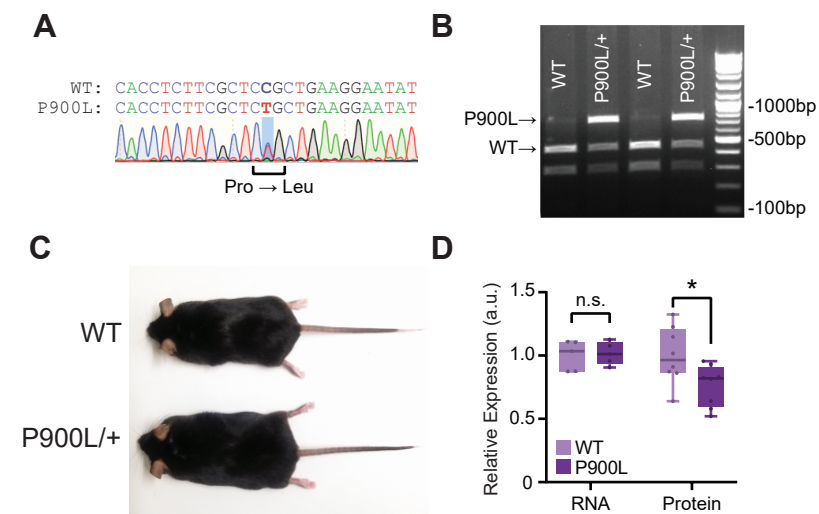 A
WT: CACCTCTTCGCTCCGCTGAAGGAATAT
P900L: CACCTCTTCGCTCTGCTGAAGGAATAT
Pro → Leu
B
WT
P900L/+
WT
P900L/+
P900L→
WT→
-1000bp
-500bp
-100bp
C
WT
P900L/+
D
Relative Expression (a.u.)
1.5
1.0
0.5
0
n.s.
*
WT
P900L
RNA
Protein